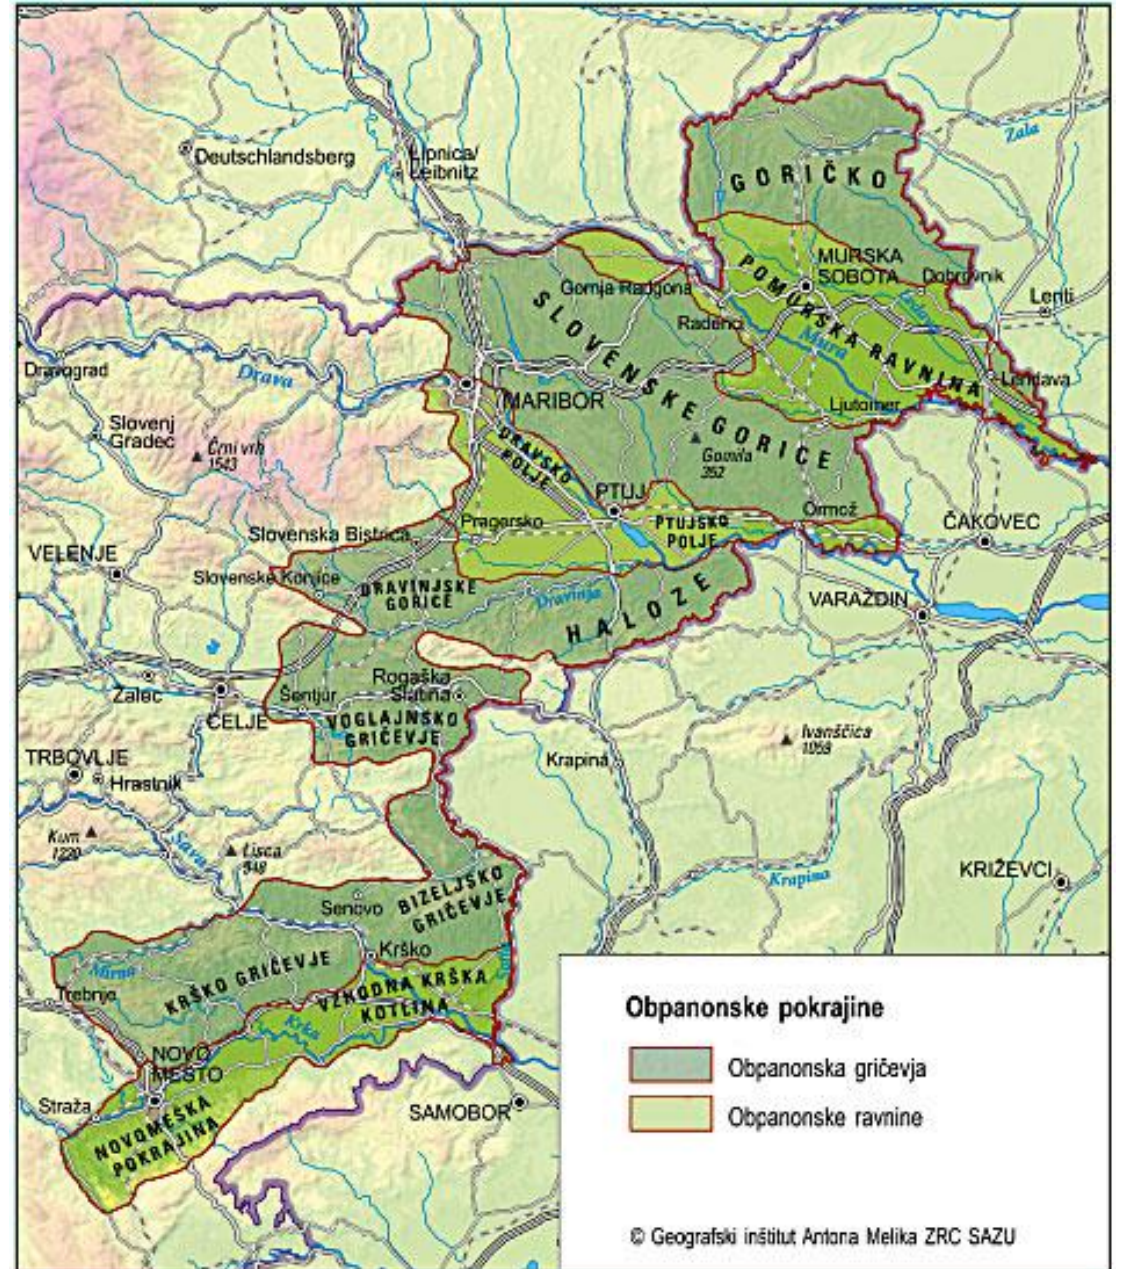 Deutschlandsberg
Lipnica/
Leibnitz
Zala
GORIČKO
MURSKA
SOBOTA
Dobrovnik
POMURSKA RAVNINA
Gornja Radgona
Lenti
Radenci
Mura
Lendava
Ljutomer
SLOVENSKE GORICE
Dravograd
Drava
MARIBOR
Slovenj
Gradec
Črni vrh
1543
DRAVSKO
POLJE
Gomila
352
PTUJ
Ormož
Pragersko
PTUJSKO
POLJE
ČAKOVEC
Slovenska Bistrica
VELENJE
Slovenske Konjice
DRAVINJSKE
GORICE
Dravinja
HALOZE
VARAŽDIN
Rogaška
Slatina
Žalec
Šentjur
CELJE
VOGLAJNSKO
GRIČEVJE
Ivanščica
1059
Krapina
TRBOVLJE
Hrastnik
Kum
1220
Sava
Lisca
948
Krapina
KRIŽEVCI
Senovo
BIZELJSKO
GRIČEVJE
Krško
Mirna
KRŠKO GRIČEVJE
Trebnje
VZHODNA KRŠKA
KOTLINA
Krka
NOVO
MESTO
Straža
SAMOBOR
NOVOMEŠKA
POKRAJINA
Obpanonske pokrajine
Obpanonska gričevja
Obpanonske ravnine
© Geografski inštitut Antona Melika ZRC SAZU